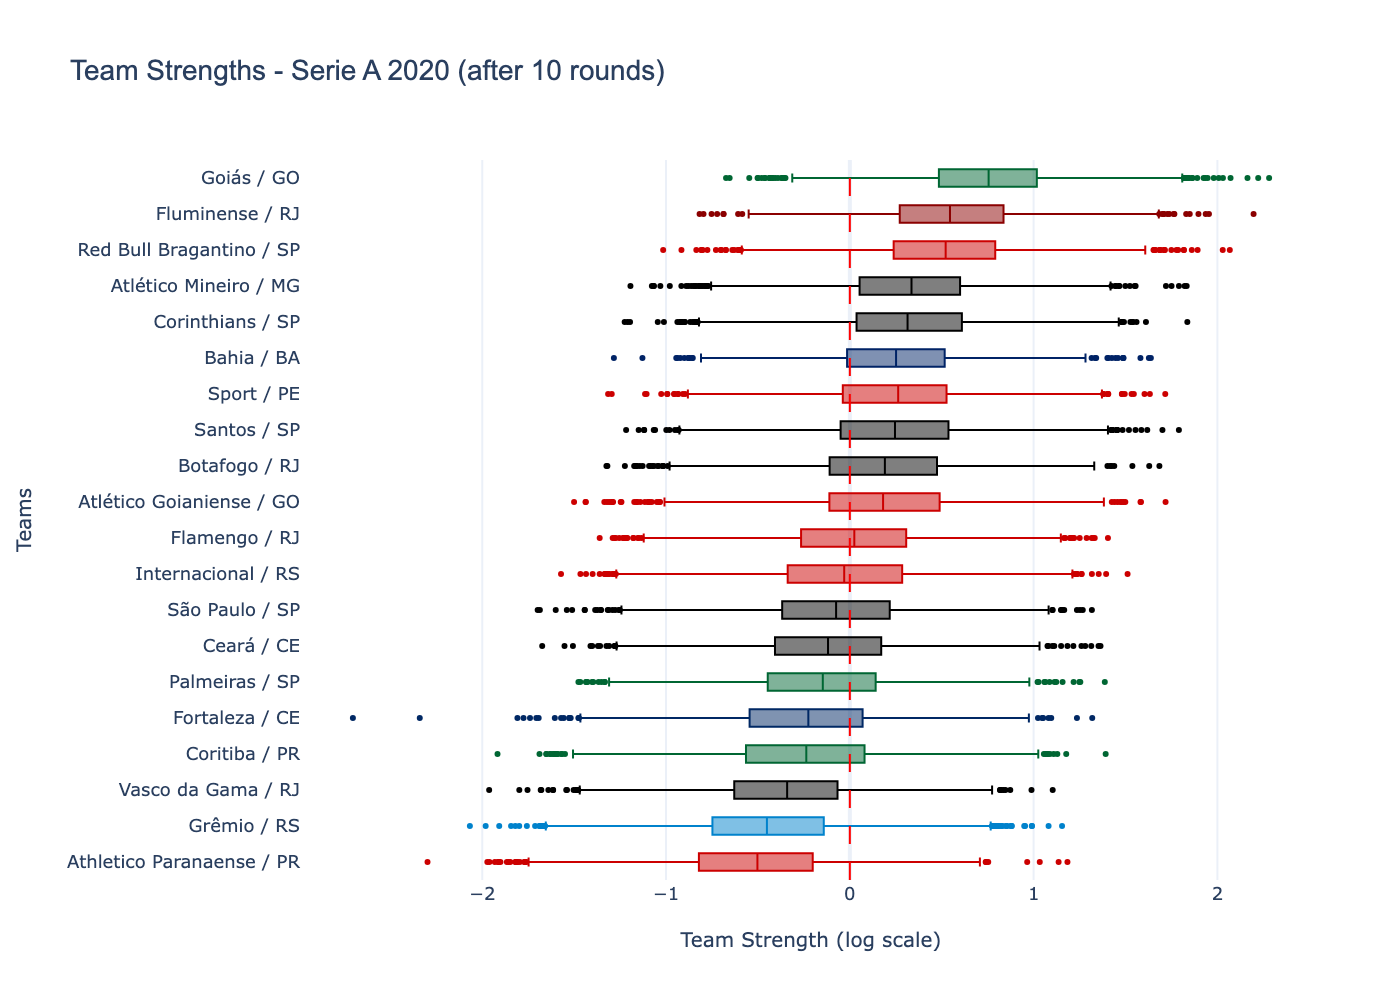 Team Strengths - Serie A 2020 (after 10 rounds)
Goiás / GO
Fluminense / RJ
Red Bull Bragantino / SP
Atlético Mineiro / MG
Corinthians / SP
Bahia / BA
Sport / PE
Santos / SP
Botafogo / RJ
Atlético Goianiense / GO
Flamengo / RJ
Internacional / RS
São Paulo / SP
Ceará / CE
Palmeiras / SP
Fortaleza / CE
Coritiba / PR
Vasco da Gama / RJ
Grêmio / RS
Athletico Paranaense / PR
Teams
−2 −1 0 1 2
Team Strength (log scale)